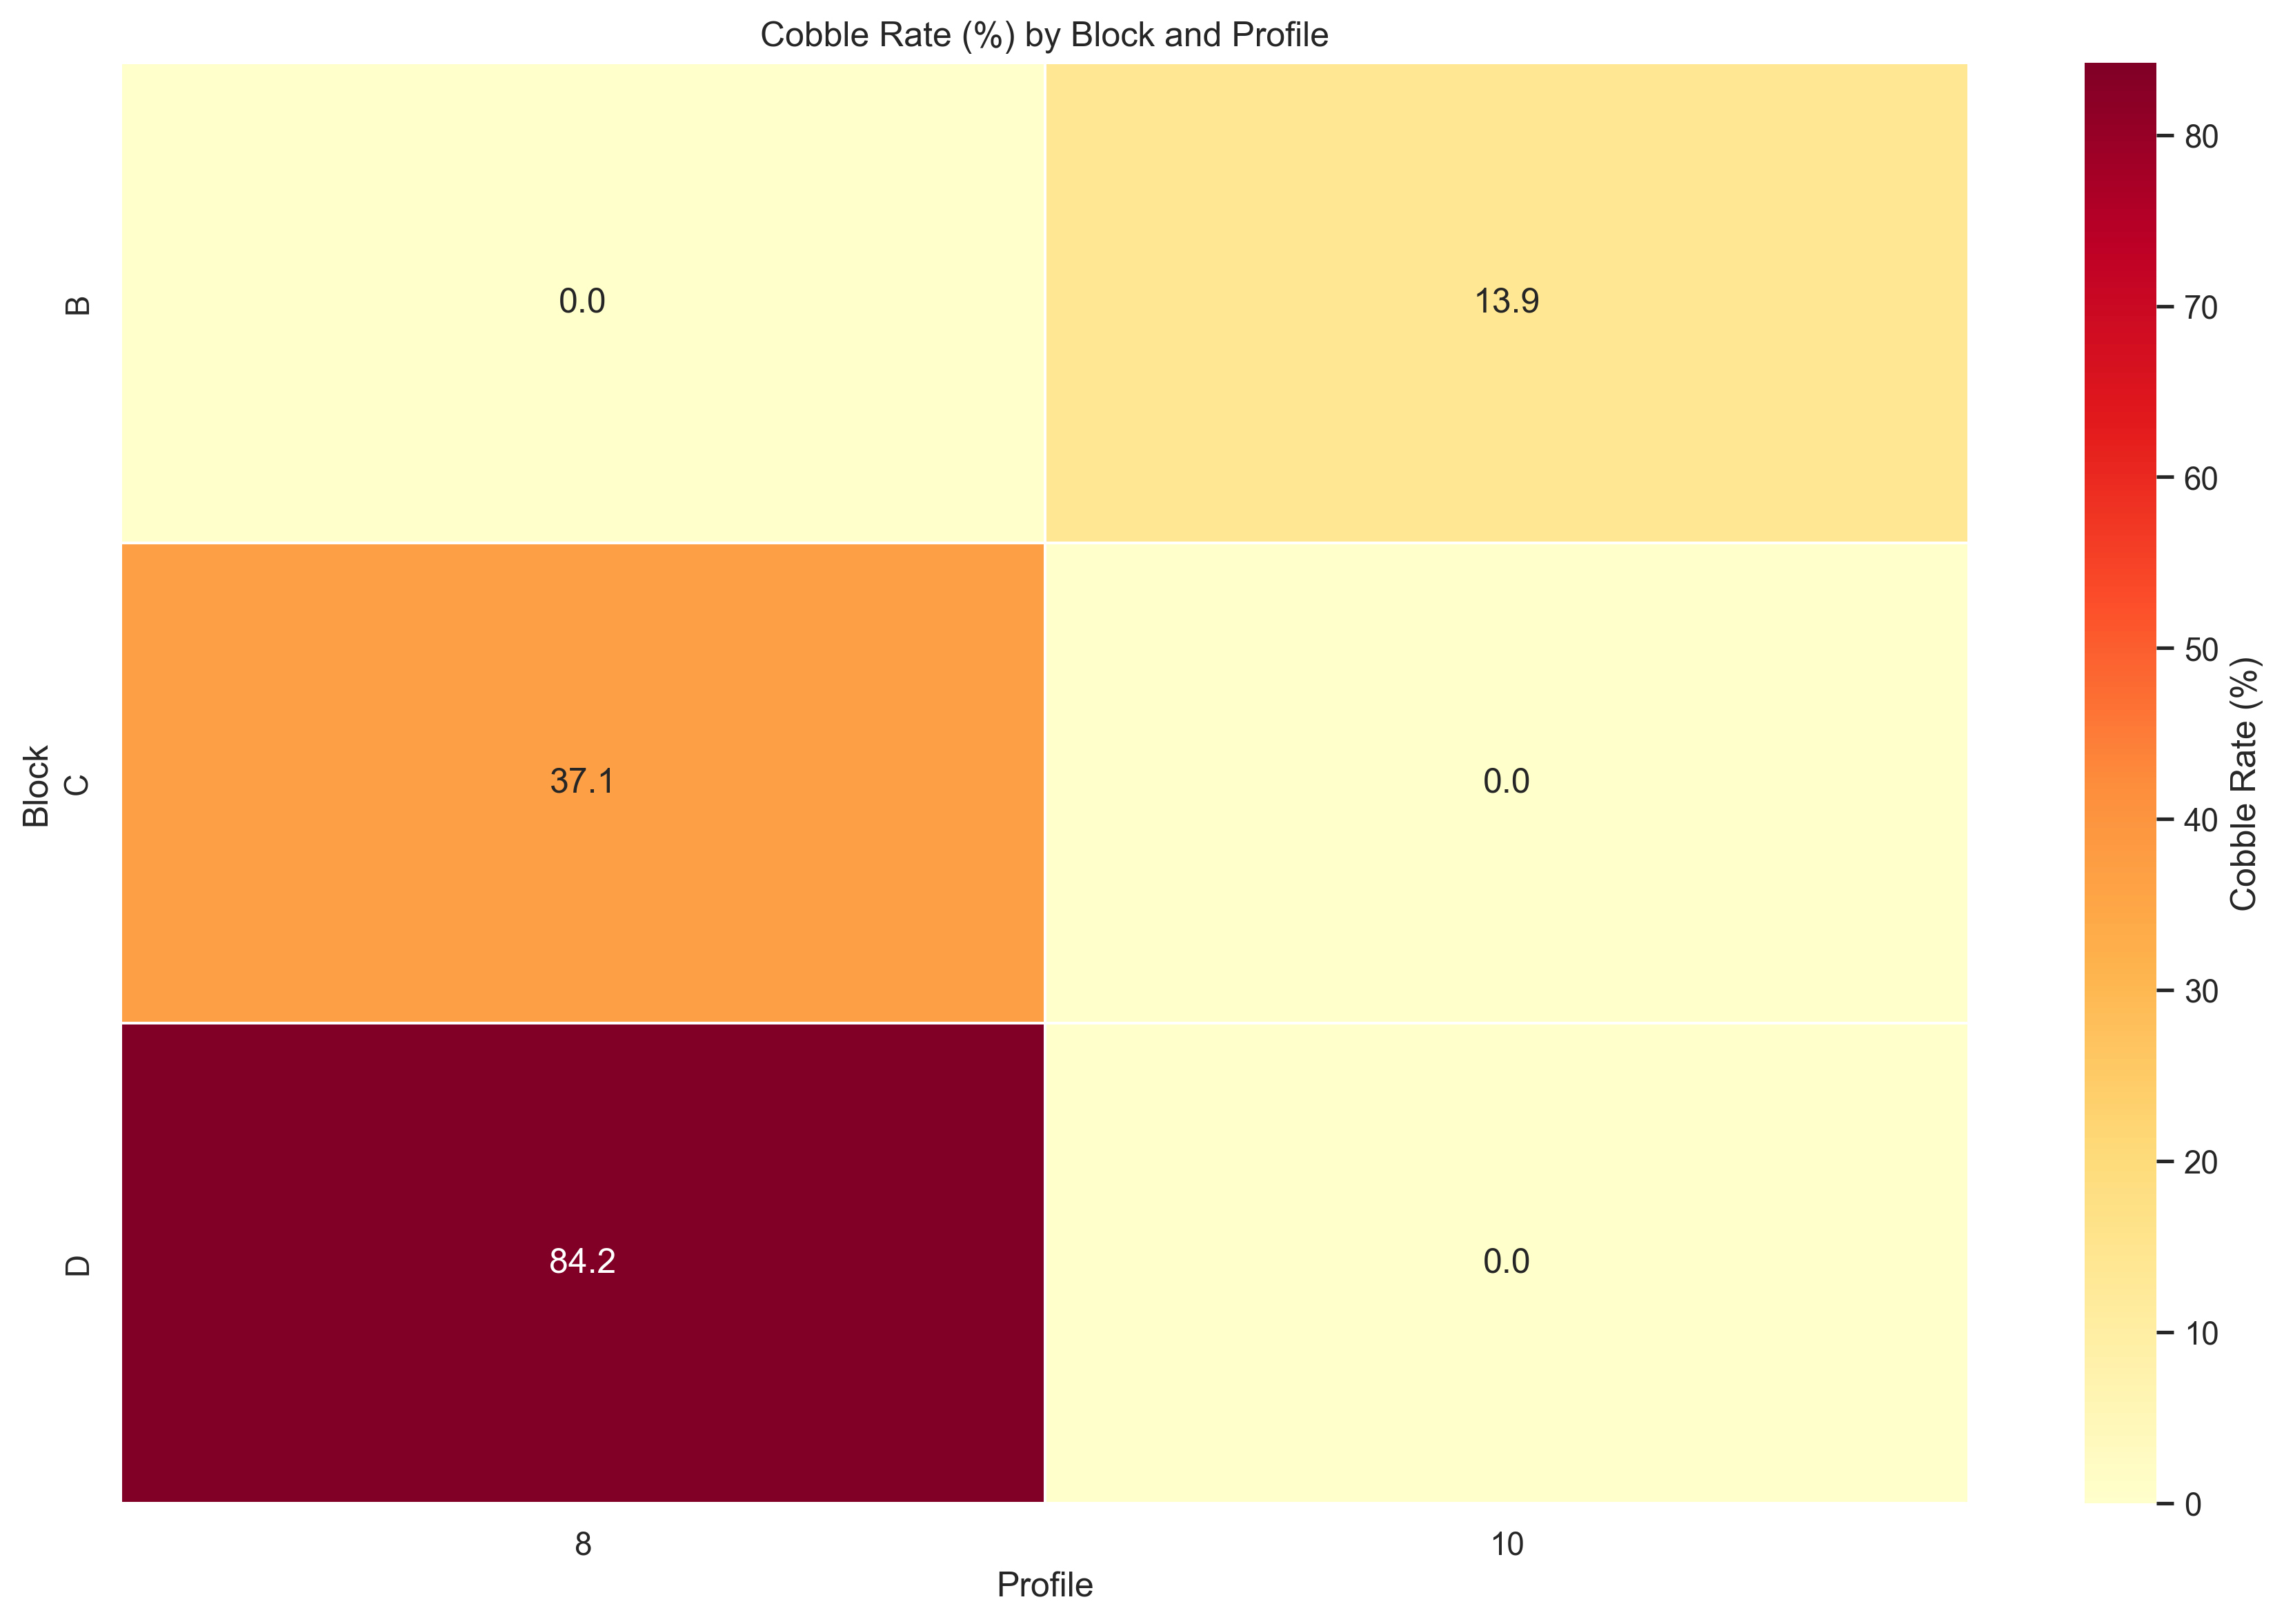 Cobble Rate (%) by Block and Profile
B
0.0
13.9
Block
C
37.1
0.0
D
84.2
0.0
8
10
Profile
80
70
60
50
40
30
20
10
0
Cobble Rate (%)